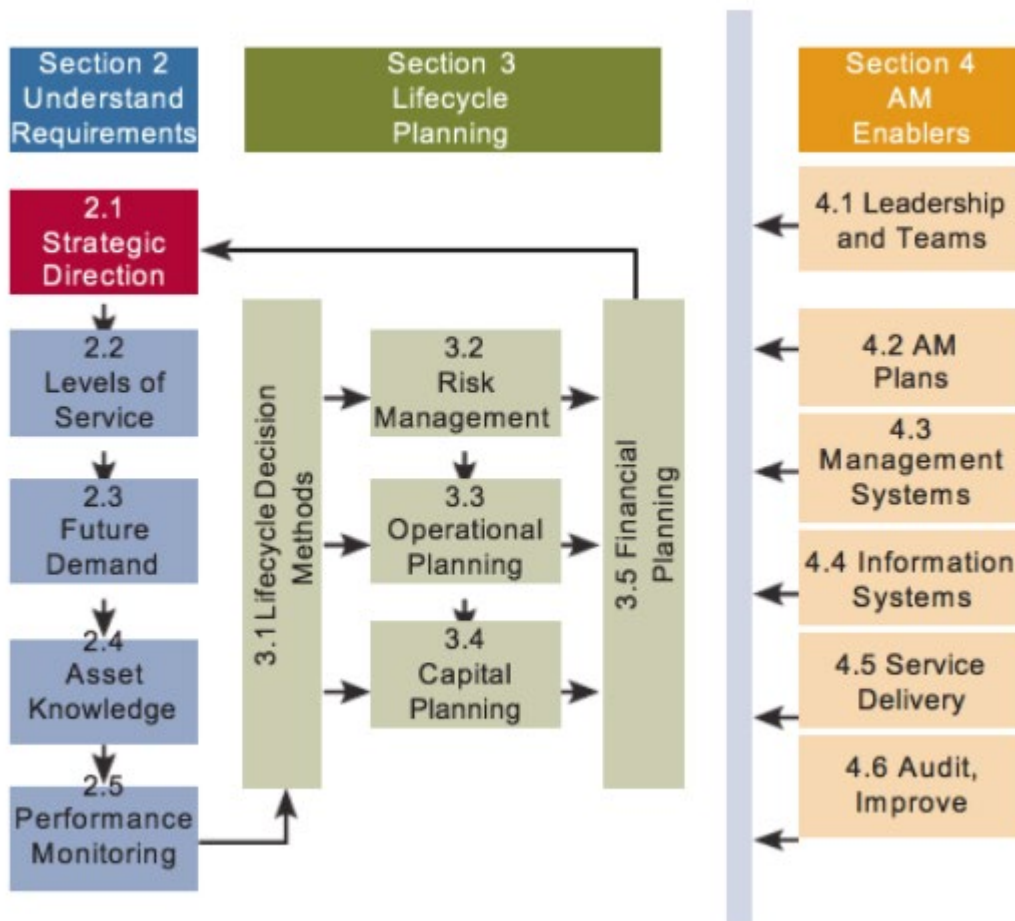 Section 2
Understand
Requirements
Section 3
Lifecycle
Planning
Section 4
AM
Enablers
2.1
Strategic
Direction
2.2
Levels of
Service
2.3
Future
Demand
2.4
Asset
Knowledge
2.5
Performance
Monitoring
3.1 Lifecycle Decision
Methods
3.2
Risk
Management
3.3
Operational
Planning
3.4
Capital
Planning
3.5 Financial
Planning
4.1 Leadership
and Teams
4.2 AM
Plans
4.3
Management
Systems
4.4 Information
Systems
4.5 Service
Delivery
4.6 Audit,
Improve